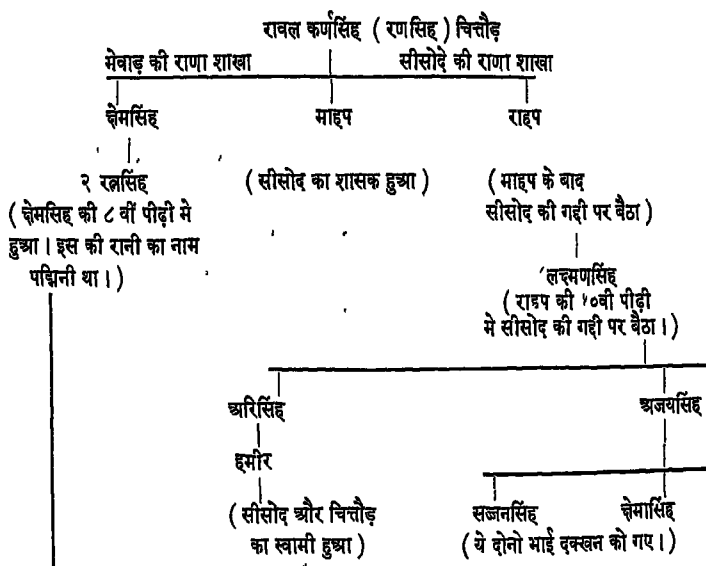 रावल कर्णसिंह ( रणसिह ) चित्तौड़
मेवाड़ की राणा शाखा सीसोदे की राणा शाखा
क्षेमसिंह माहप राहप
२ रत्नसिंह ( सीसोद का शासक हुआ ) ( माहप के बाद
( क्षेमसिह की ८ वीं पीढ़ी मे सीसोद की गद्दी पर बैठा )
हुआ । इस की रानी का नाम
पद्मिनी था । ) लक्ष्मणसिंह
( राहप की १०वी पीढ़ी
मे सीसोद की गद्दी पर बैठा । )
अरिसिंह अजयसिंह
हमीर
( सीसोद और चित्तौड़ सज्जनसिंह क्षेमासिंह
का स्वामी हुआ ) ( ये दोनो भाई दक्खन को गए । )